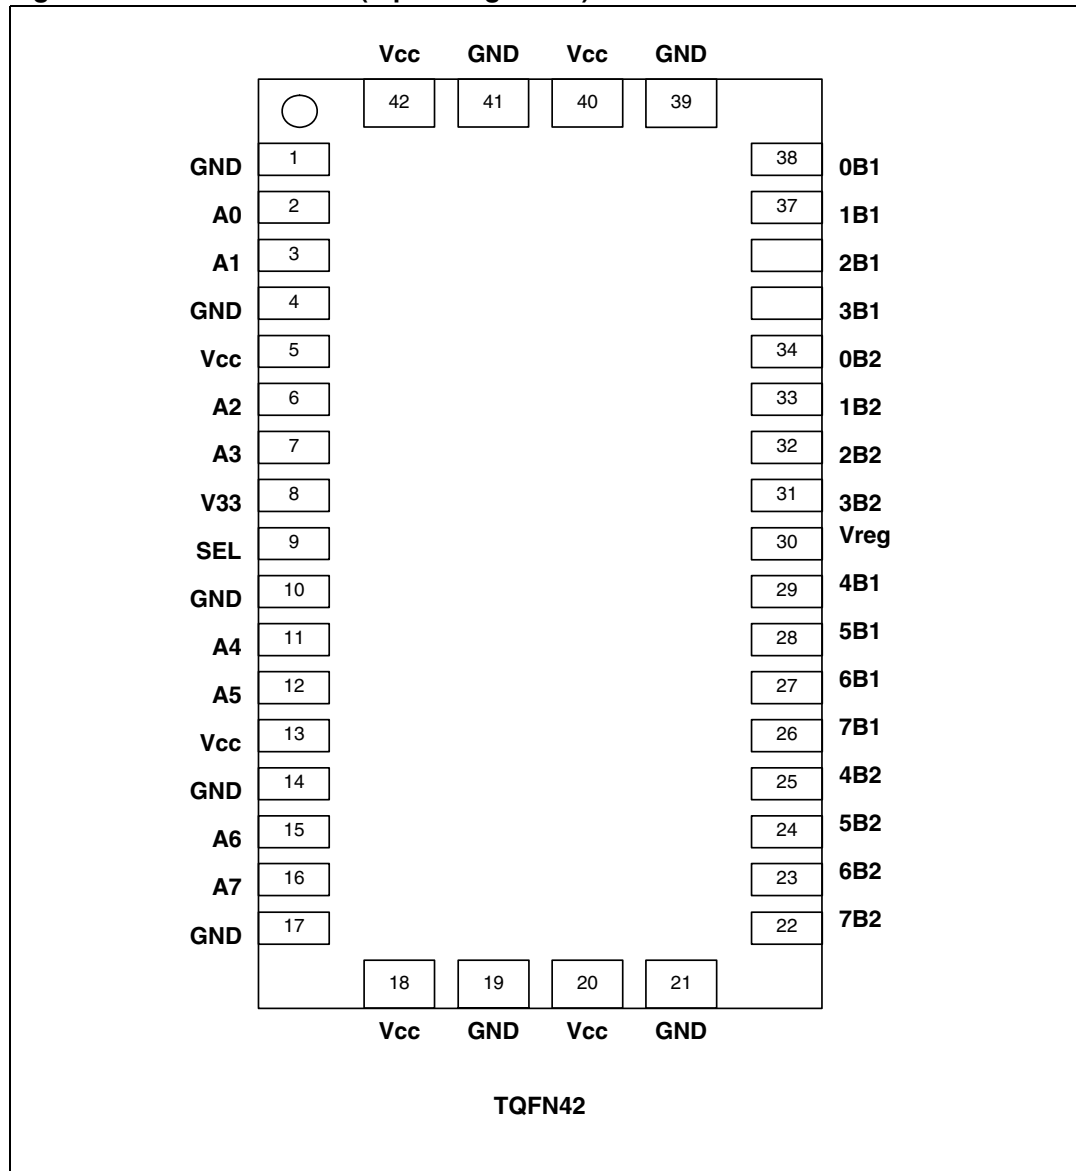 Vcc GND Vcc GND
42 41 40 39
GND 1 38 0B1
A0 2 37 1B1
A1 3 2B1
GND 4 3B1
Vcc 5 34 0B2
A2 6 33 1B2
A3 7 32 2B2
V33 8 31 3B2
SEL 9 30 Vreg
GND 10 29 4B1
A4 11 28 5B1
A5 12 27 6B1
Vcc 13 26 7B1
GND 14 25 4B2
A6 15 24 5B2
A7 16 23 6B2
GND 17 22 7B2
18 19 20 21
Vcc GND Vcc GND
TQFN42